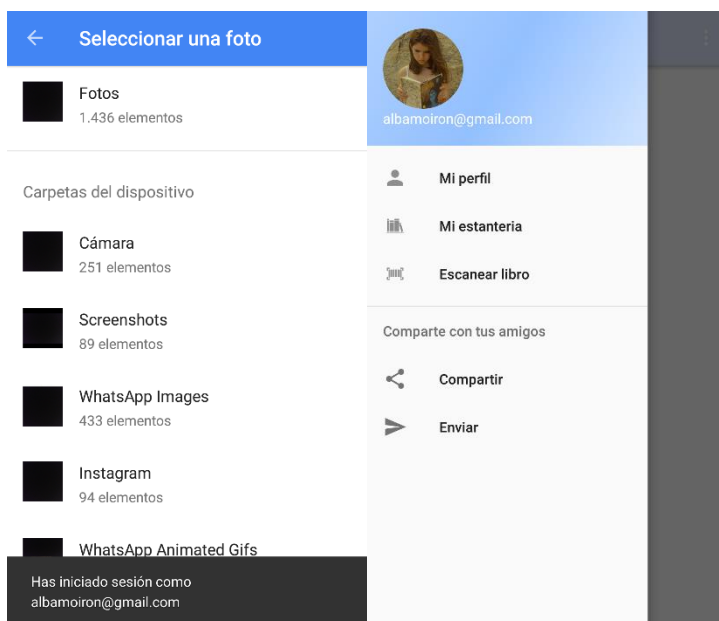 Seleccionar una foto
Fotos
1.436 elementos
Carpetas del dispositivo
Cámara
251 elementos
Screenshots
89 elementos
WhatsApp Images
433 elementos
Instagram
94 elementos
WhatsApp Animated Gifs
Has iniciado sesión como
albamoiron@gmail.com
albamoiron@gmail.com
Mi perfil
Mi estanteria
Escanear libro
Comparte con tus amigos
Compartir
Enviar